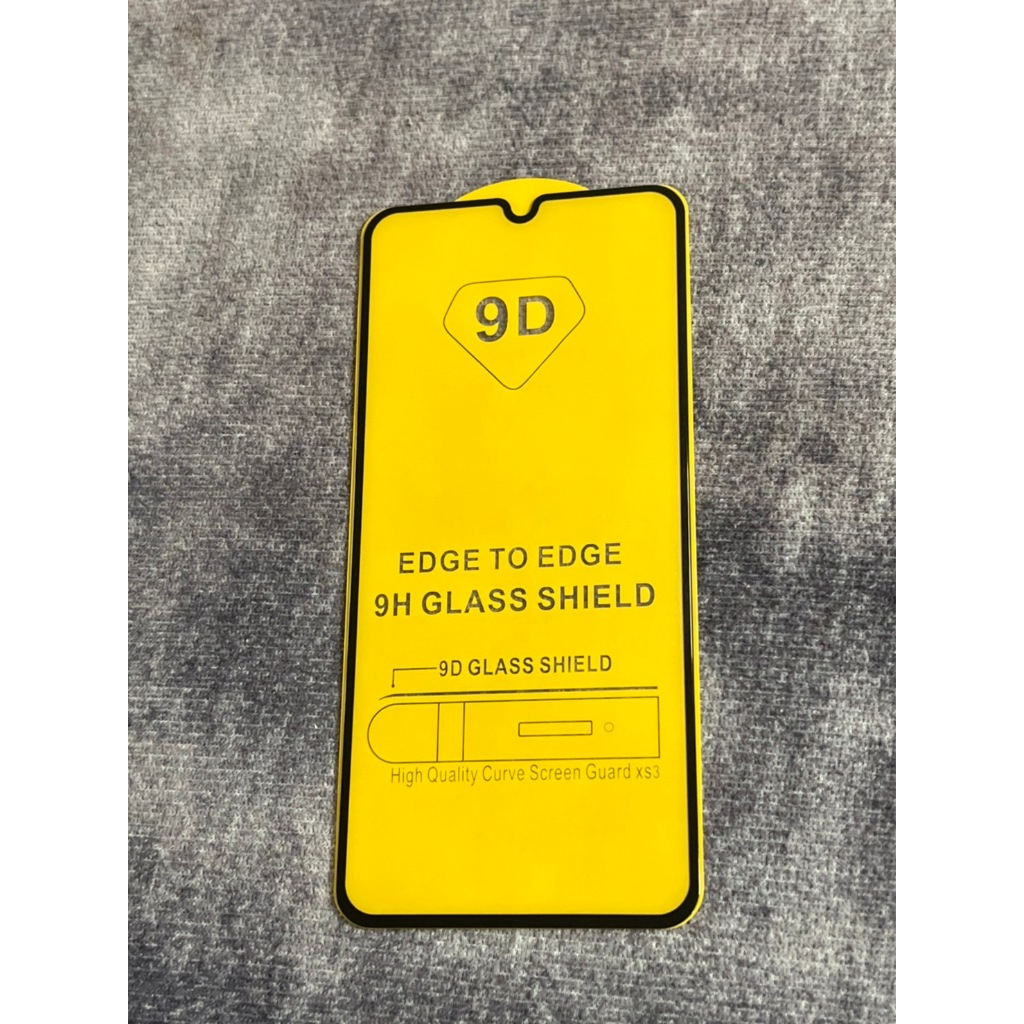 9D
EDGE TO EDGE
9H GLASS SHIELD
9D GLASS SHIELD
High Quality Curve Screen Guard xs3